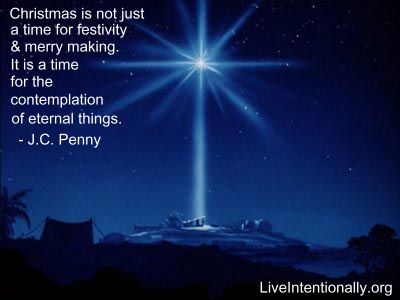 Christmas is not just
a time for festivity
& merry making.
It is a time
for the
contemplation
of eternal things.
- J.C. Penny
LiveIntentionally.org